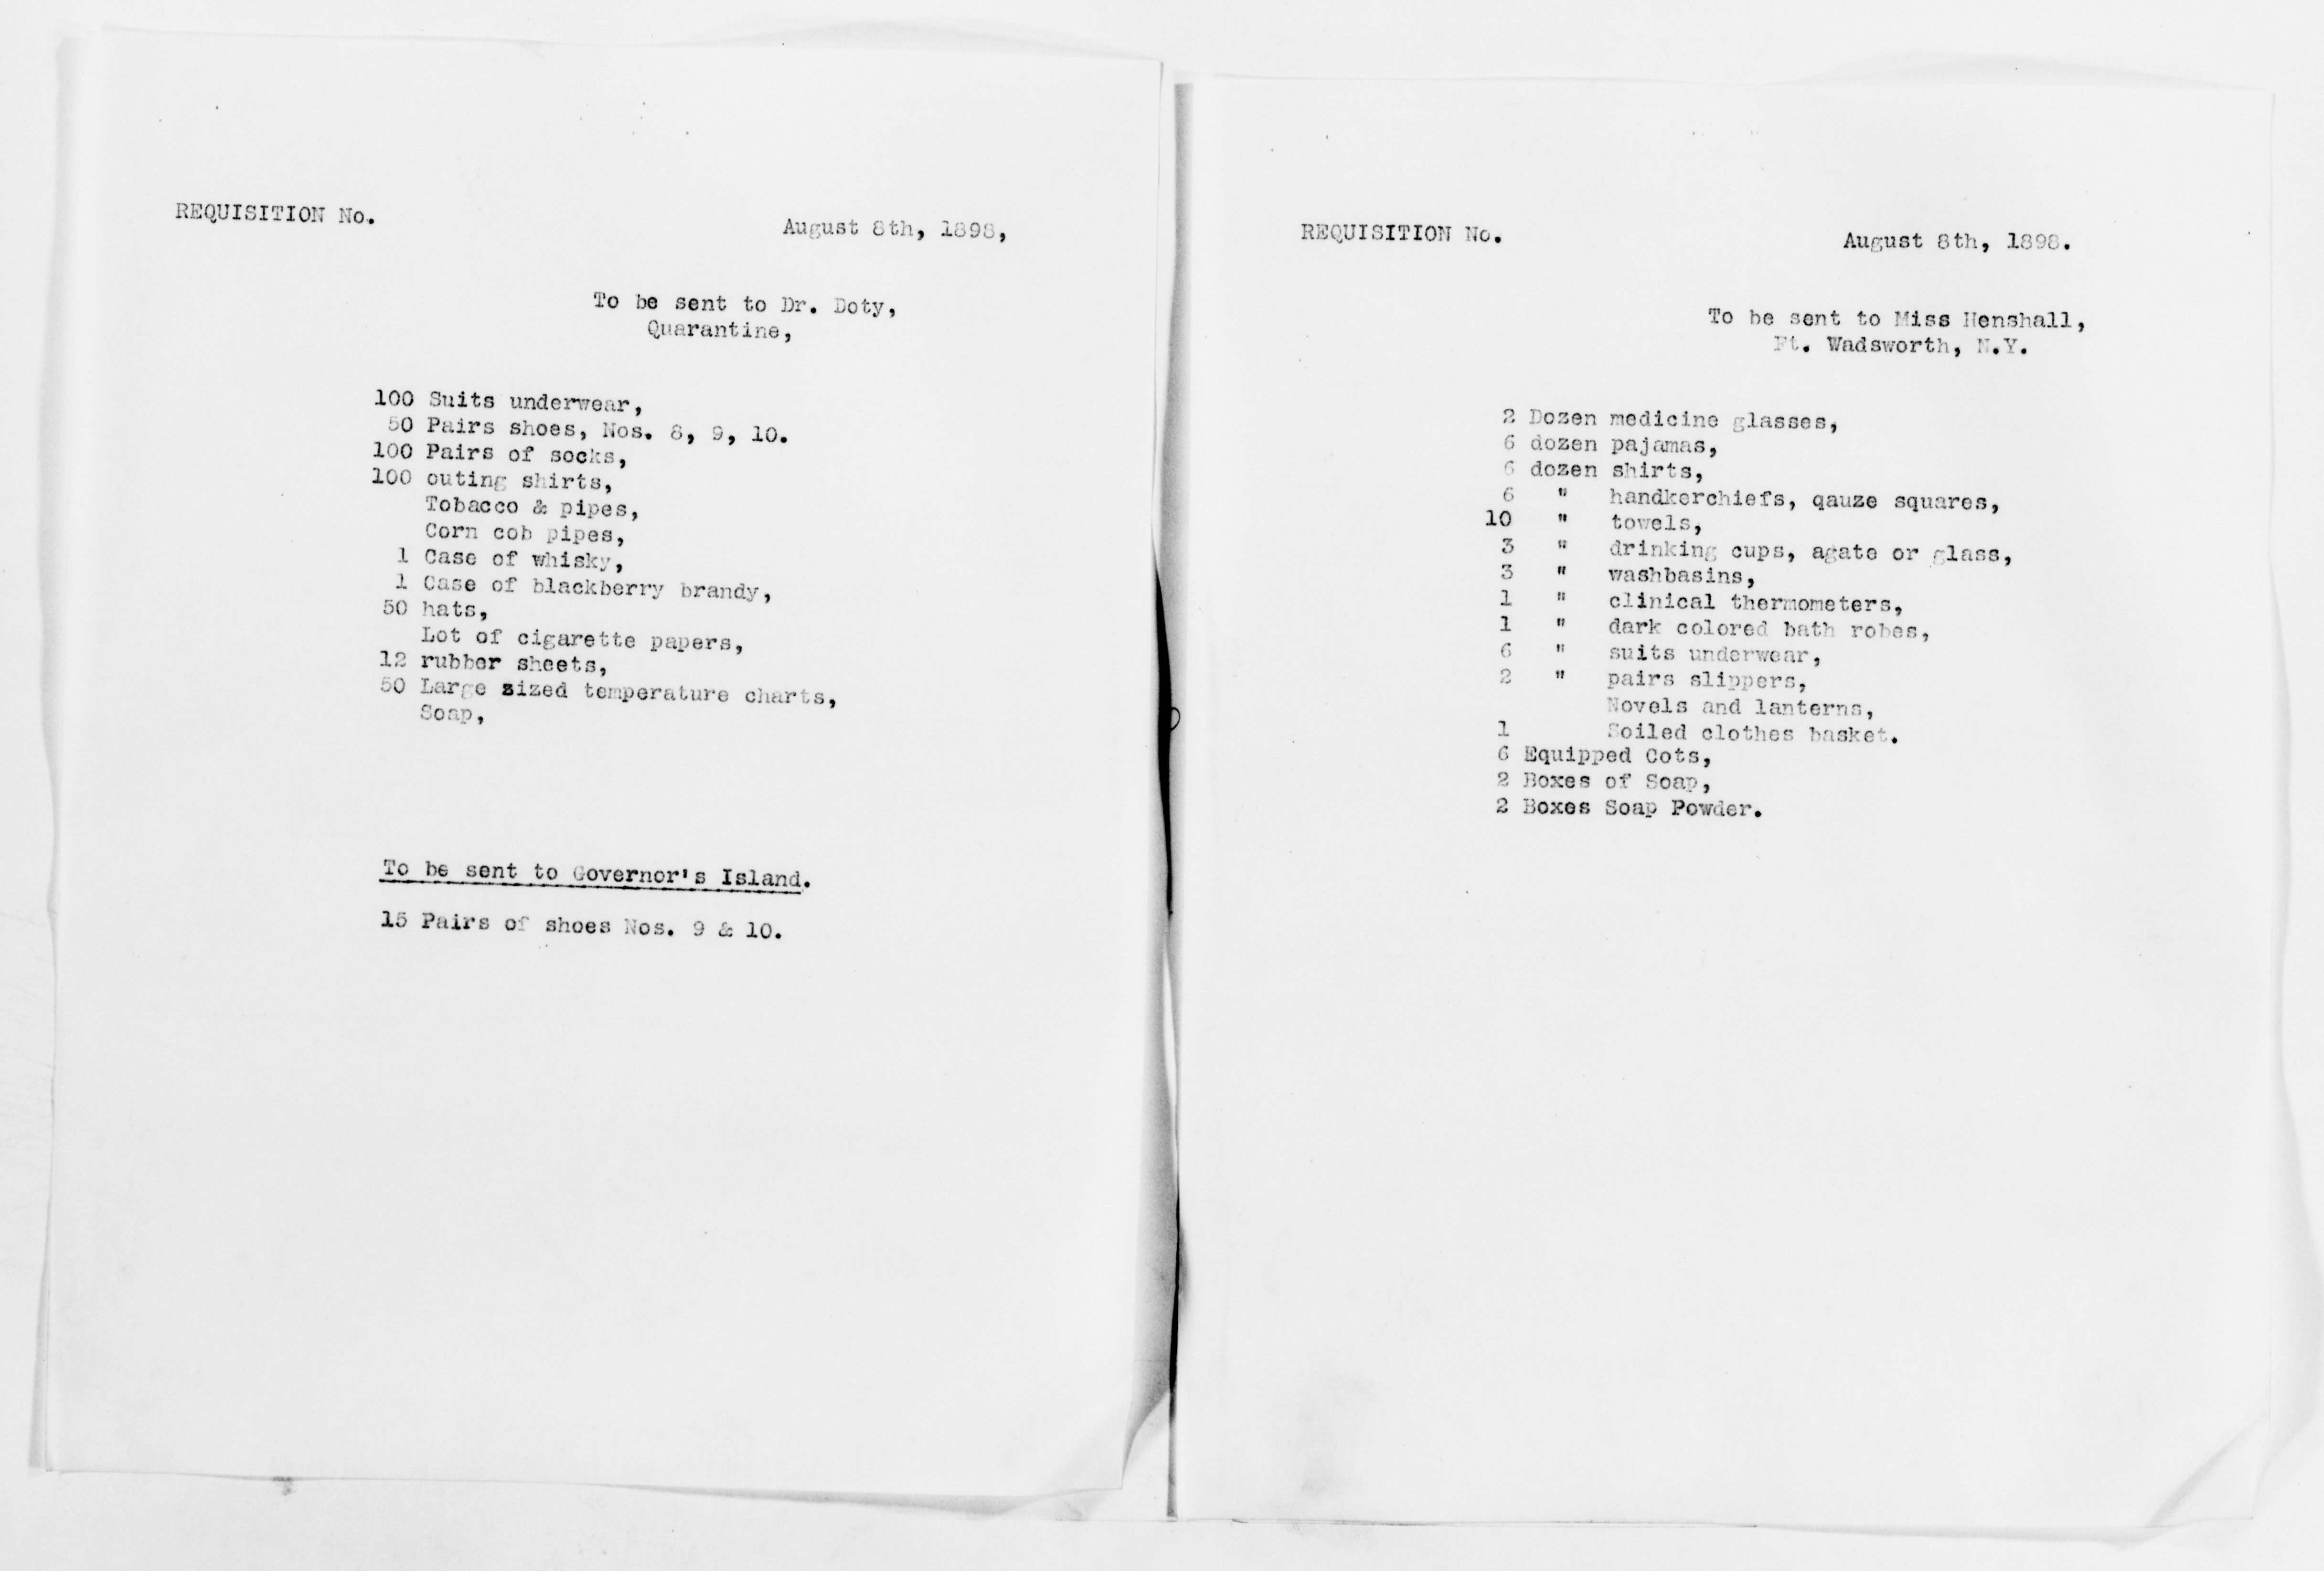 REQUISITION No.
August 8th, 1898,
To be sent to Dr. Doty,
Quarantine,
100 Suits underwear,
50 Pairs shoes, Nos. 8, 9, 10.
100 Pairs of socks,
100 outing shirts,
Tobacco & pipes,
Corn cob pipes,
1 Case of whisky,
1 Case of blackberry brandy,
50 hats,
Lot of cigarette papers,
12 rubber sheets,
50 Large sized temperature charts,
Soap,
To be sent to Governor's Island.
15 Pairs of shoes Nos. 9 & 10.
REQUISITION No.
August 8th, 1898.
To be sent to Miss Henshall,
Ft. Wadsworth, N.Y.
2 Dozen medicine glasses,
6 dozen pajamas,
6 dozen shirts,
6 " handkerchiefs, qauze squares,
10 " towels,
3 " drinking cups, agate or glass,
3 " washbasins,
1 " clinical thermometers,
1 " dark colored bath robes,
6 " suits underwear,
2 " pairs slippers,
Novels and lanterns,
1 Soiled clothes basket.
6 Equipped Cots,
2 Boxes of Soap,
2 Boxes Soap Powder.